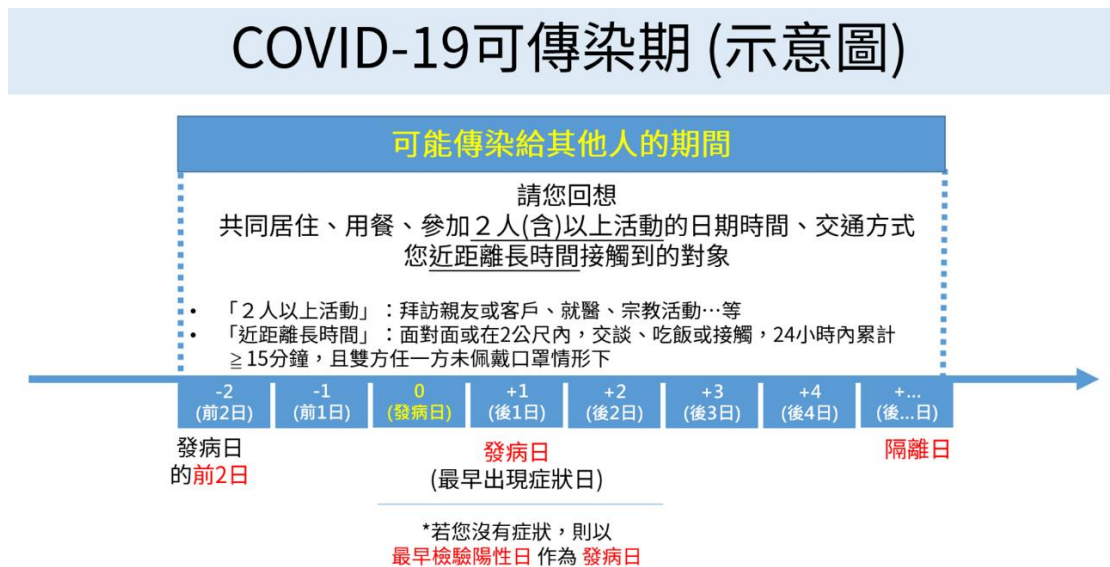 COVID-19可傳染期 (示意圖)
可能傳染給其他人的期間
請您回想
共同居住、用餐、參加２人(含)以上活動的日期時間、交通方式
您近距離長時間接觸到的對象
• 「２人以上活動」：拜訪親友或客戶、就醫、宗教活動…等
• 「近距離長時間」：面對面或在2公尺內，交談、吃飯或接觸，24小時內累計
≧15分鐘，且雙方任一方未佩戴口罩情形下
-2 -1 0 +1 +2 +3 +4 +...
(前2日) (前1日) (發病日) (後1日) (後2日) (後3日) (後4日) (後...日)
發病日
的前2日
發病日
(最早出現症狀日)
隔離日
*若您沒有症狀，則以
最早檢驗陽性日 作為 發病日